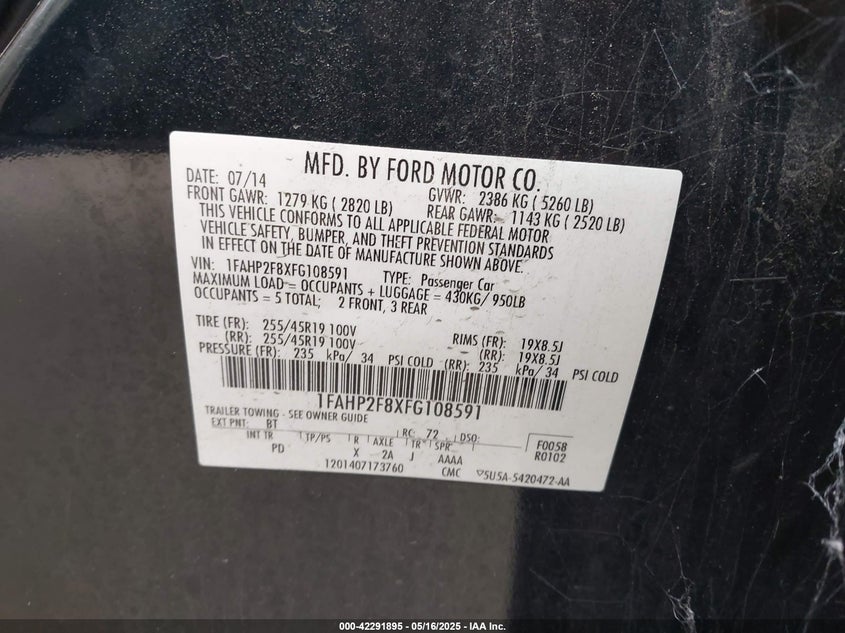 MFD. BY FORD MOTOR CO.
DATE: 07/14 GVWR: 2386 KG ( 5260 LB)
FRONT GAWR: 1279 KG ( 2820 LB) REAR GAWR: 1143 KG ( 2520 LB)
THIS VEHICLE CONFORMS TO ALL APPLICABLE FEDERAL MOTOR
VEHICLE SAFETY, BUMPER, AND THEFT PREVENTION STANDARDS
IN EFFECT ON THE DATE OF MANUFACTURE SHOWN ABOVE.
VIN: 1FAHP2F8XFG108591 TYPE: Passenger Car
MAXIMUM LOAD = OCCUPANTS + LUGGAGE = 430KG/ 950LB
OCCUPANTS = 5 TOTAL; 2 FRONT, 3 REAR
TIRE (FR): 255/45R19 100V RIMS (FR): 19X8.5J
(RR): 255/45R19 100V (RR): 19X8.5J
PRESSURE (FR): 235 kPa/ 34 PSI COLD (RR): 235 kPa/ 34 PSI COLD
1FAHP2F8XFG108591
TRAILER TOWING - SEE OWNER GUIDE
EXT PNT: BT RC: 72 DSO: F0058
INT TR TP/PS R AXLE TR SPR R0102
PD X 2A J AAAA
1201407173760 CMC 5U5A-5420472-AA
000-42291895 - 05/16/2025 - IAA Inc.